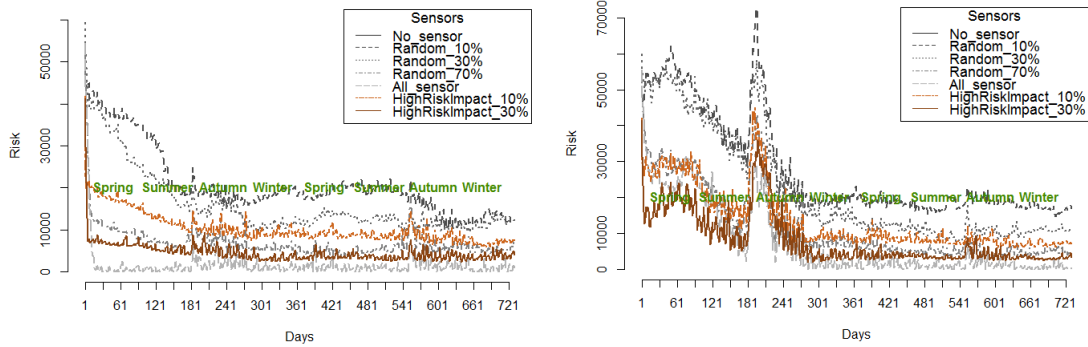 Sensors
No_sensor
Random_10%
Random_30%
Random_70%
All_sensor
HighRiskImpact_10%
HighRiskImpact_30%
Risk
0 10000 30000 50000
Spring Summer Autumn Winter Spring Summer Autumn Winter
1 61 121 181 241 301 361 421 481 541 601 661 721
Days
Sensors
No_sensor
Random_10%
Random_30%
Random_70%
All_sensor
HighRiskImpact_10%
HighRiskImpact_30%
Risk
0 10000 30000 50000 70000
Spring Summer Autumn Winter Spring Summer Autumn Winter
1 61 121 181 241 301 361 421 481 541 601 661 721
Days